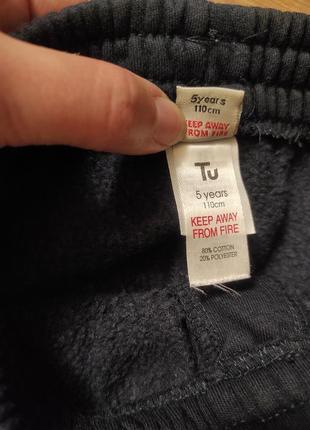 5years
110cm
KEEP AWAY
FROM FIRE
Tu
5 years
110cm
KEEP AWAY
FROM FIRE
80% COTTON
20% POLYESTER